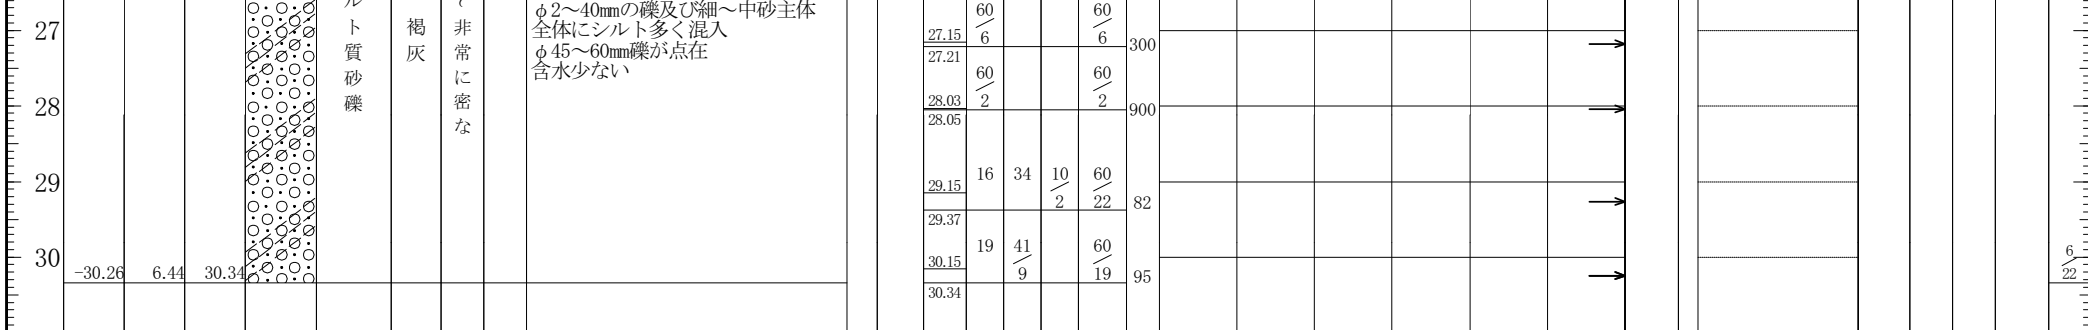 φ2～40mmの礫及び細～中砂主体
全体にシルト多く混入
φ45～60mm礫が点在
含水少ない
ルト質砂礫
褐灰
非常に密な
27
28
29
30
-30.26 6.44 30.34
27.15 60/6 60/6 300
27.21
28.03 60/2 60/2 900
28.05
29.15 16 34 10/2 60/22 82
29.37
30.15 19 41/9 60/19 95
30.34
6/22